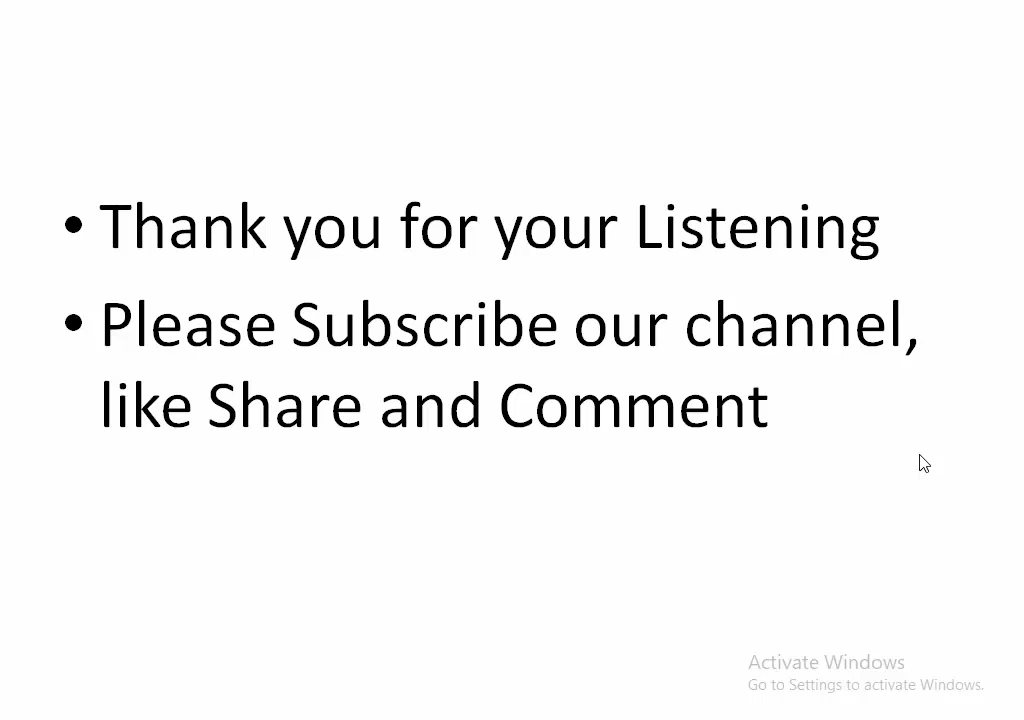 • Thank you for your Listening
• Please Subscribe our channel,
like Share and Comment
Activate Windows
Go to Settings to activate Windows.